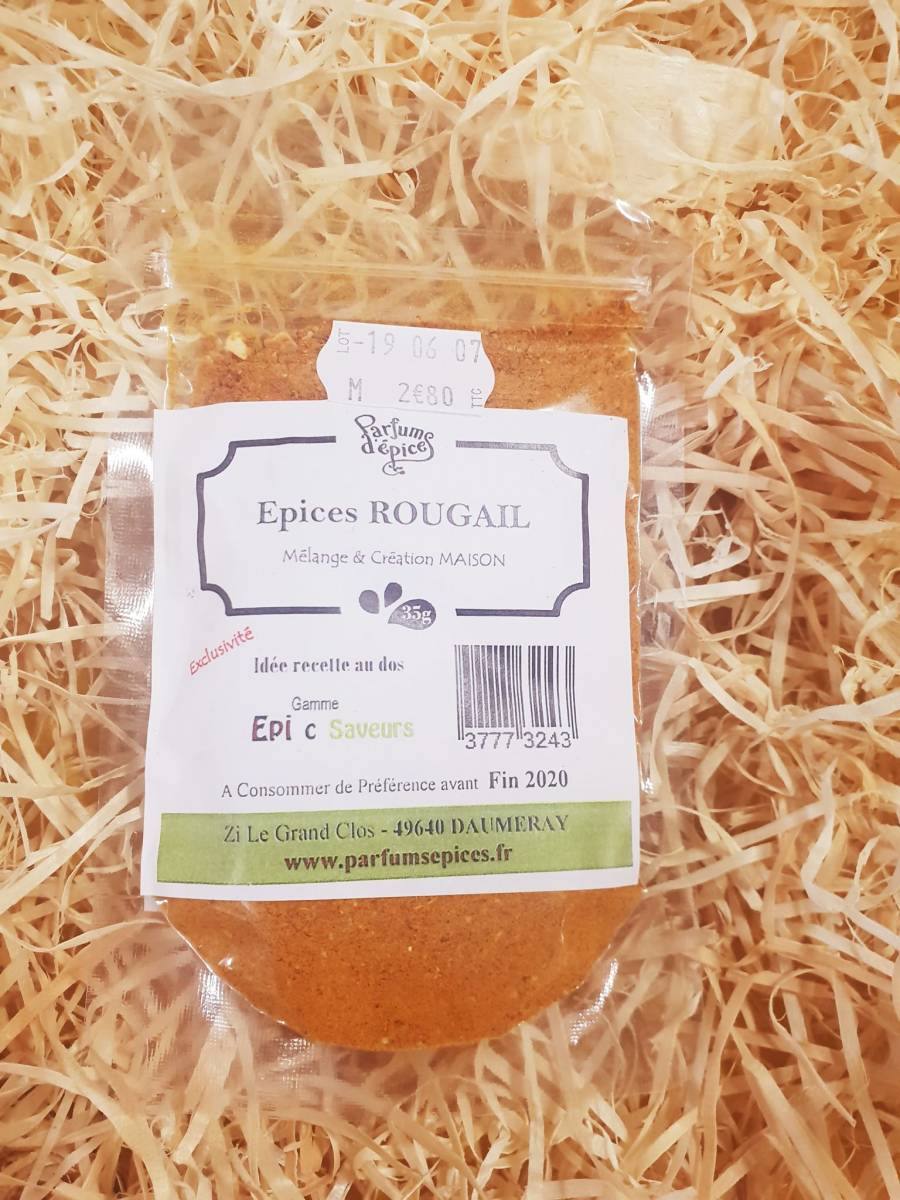 LOT -19 06 07
M 2€80 TTC
Parfums
d'épices
Epices ROUGAIL
Mélange & Création MAISON
35g
Exclusivité
Idée recette au dos
Gamme
Epi c Saveurs
3777 3243
A Consommer de Préférence avant Fin 2020
Zi Le Grand Clos - 49640 DAUMERAY
www.parfumsepices.fr